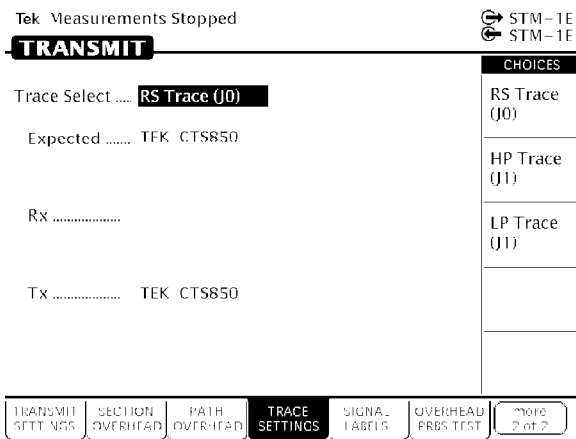 Tek Measurements Stopped
STM-1E
STM-1E
TRANSMIT
CHOICES
Trace Select ..... RS Trace (J0)
RS Trace
(J0)
Expected ....... TEK CTS850
HP Trace
(J1)
Rx ...................
LP Trace
(J1)
Tx ................... TEK CTS850
TRANSMIT
SETTINGS
SECTION
OVERHEAD
PATH
OVERHEAD
TRACE
SETTINGS
SIGNAL
LABELS
OVERHEAD
PRBS TEST
more
2 of 2